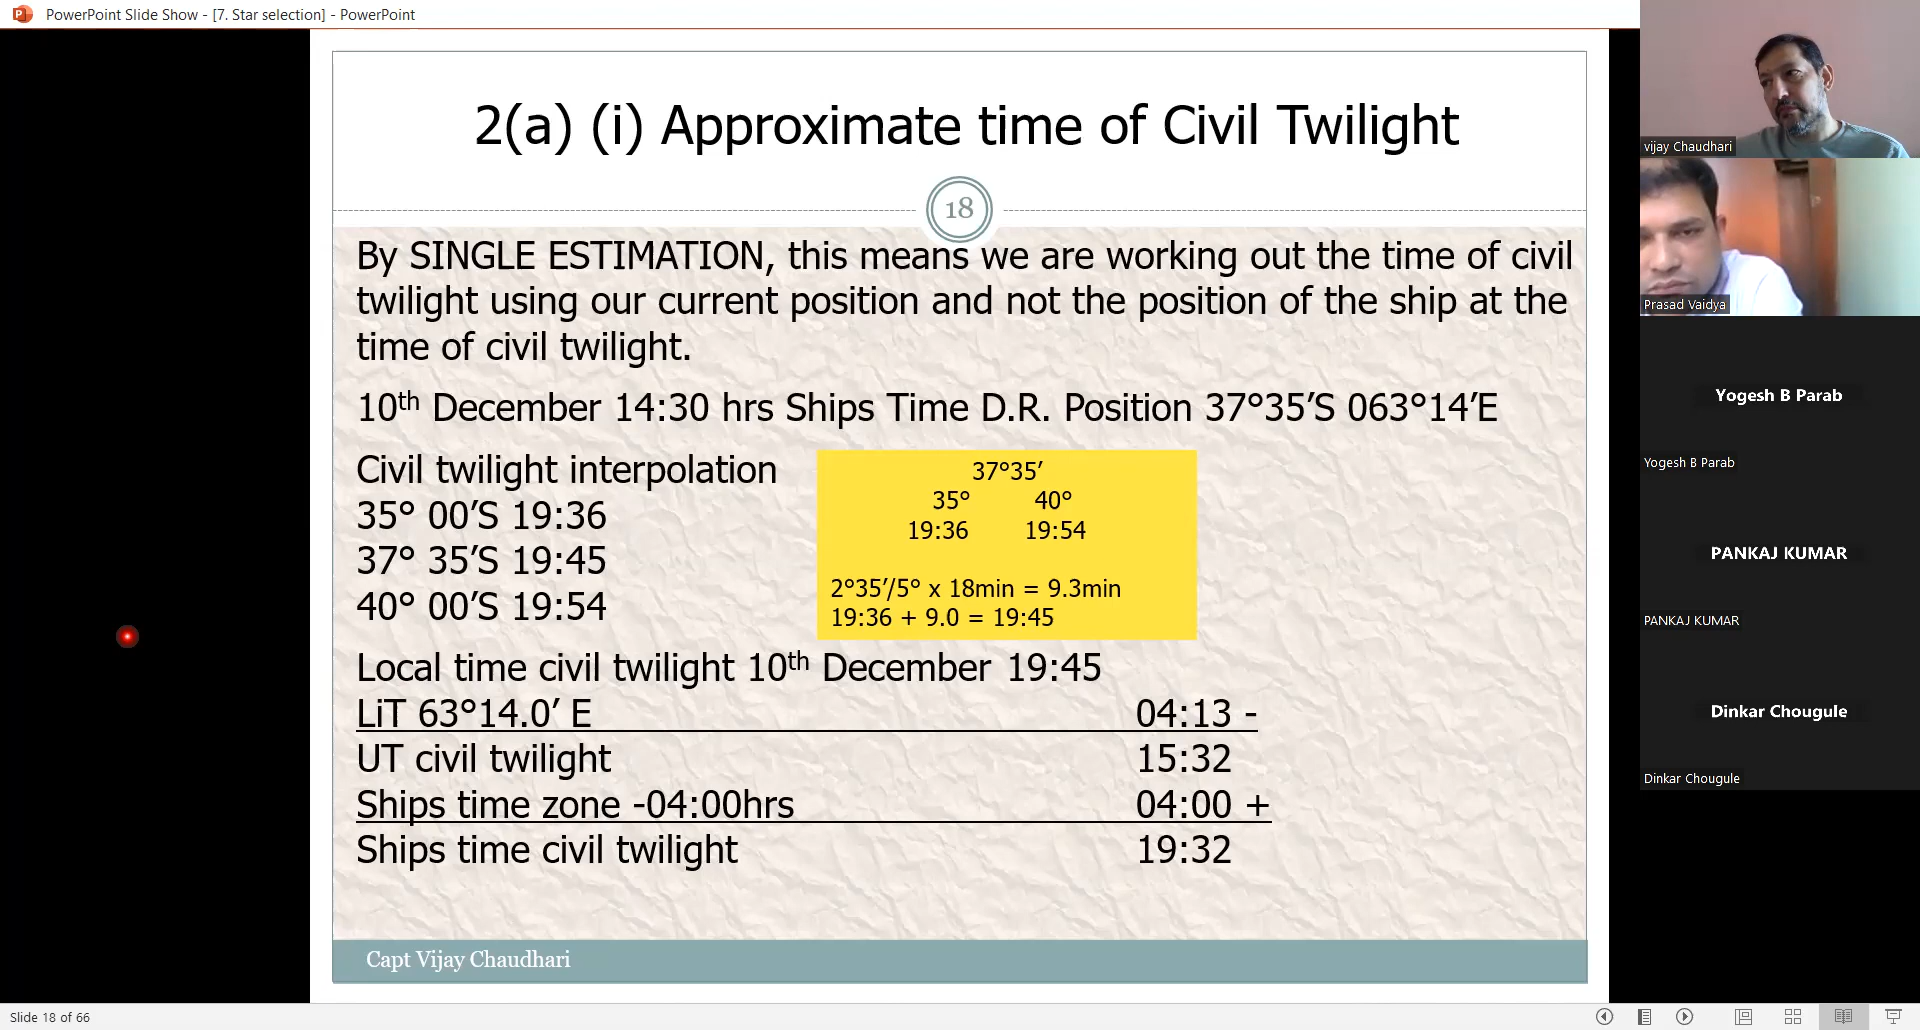 PowerPoint Slide Show - [7. Star selection] - PowerPoint
2(a) (i) Approximate time of Civil Twilight
18
By SINGLE ESTIMATION, this means we are working out the time of civil
twilight using our current position and not the position of the ship at the
time of civil twilight.
10th December 14:30 hrs Ships Time D.R. Position 37°35’S 063°14’E
Civil twilight interpolation
35° 00’S 19:36
37° 35’S 19:45
40° 00’S 19:54
37°35’
35° 40°
19:36 19:54
2°35’/5° x 18min = 9.3min
19:36 + 9.0 = 19:45
Local time civil twilight 10th December 19:45
LiT 63°14.0’ E 04:13 -
UT civil twilight 15:32
Ships time zone -04:00hrs 04:00 +
Ships time civil twilight 19:32
Capt Vijay Chaudhari
Slide 18 of 66
vijay Chaudhari
Prasad Vaidya
Yogesh B Parab
Yogesh B Parab
PANKAJ KUMAR
PANKAJ KUMAR
Dinkar Chougule
Dinkar Chougule